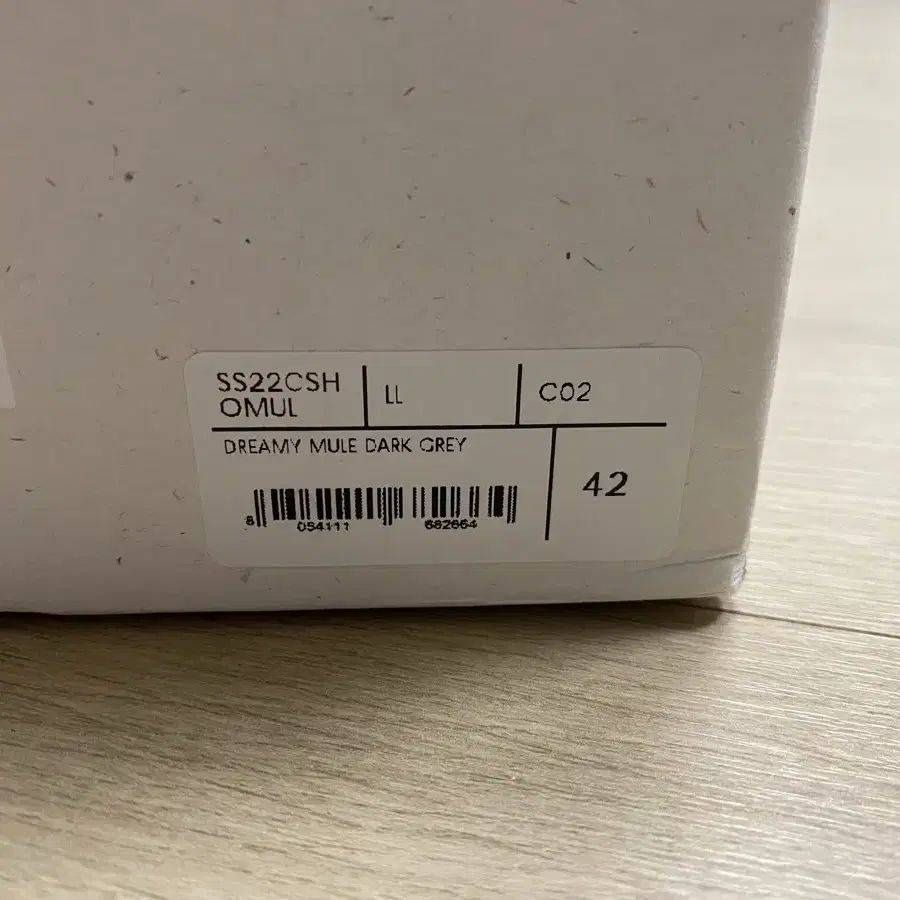 SS22CSH
OMUL
LL
C02
DREAMY MULE DARK GREY
42
8 054111 682664